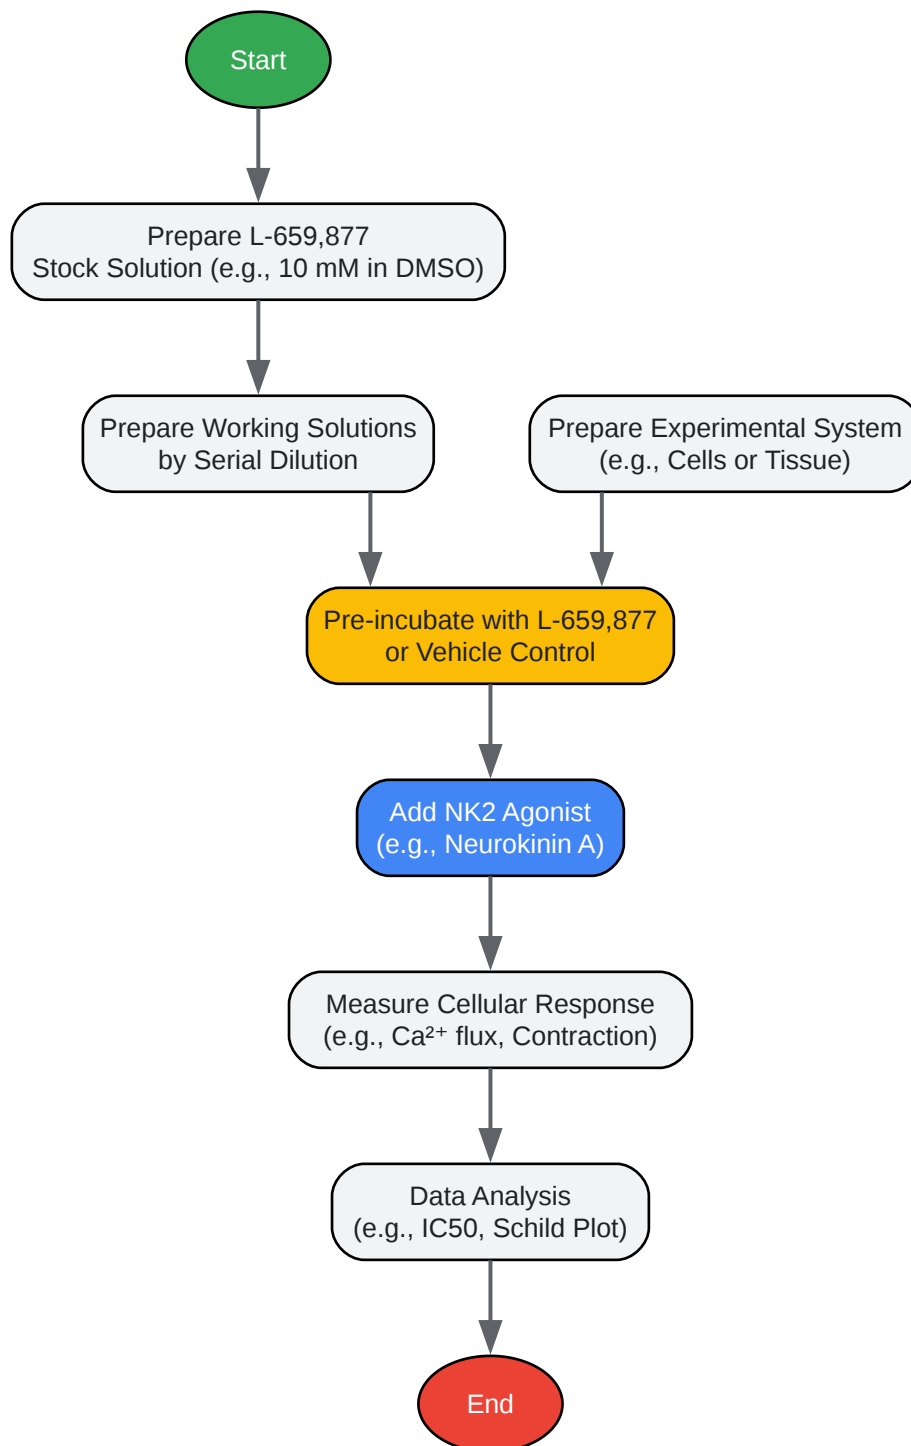 Start
Prepare L-659,877
Stock Solution (e.g., 10 mM in DMSO)
Prepare Working Solutions
by Serial Dilution
Prepare Experimental System
(e.g., Cells or Tissue)
Pre-incubate with L-659,877
or Vehicle Control
Add NK2 Agonist
(e.g., Neurokinin A)
Measure Cellular Response
(e.g., Ca²⁺ flux, Contraction)
Data Analysis
(e.g., IC50, Schild Plot)
End